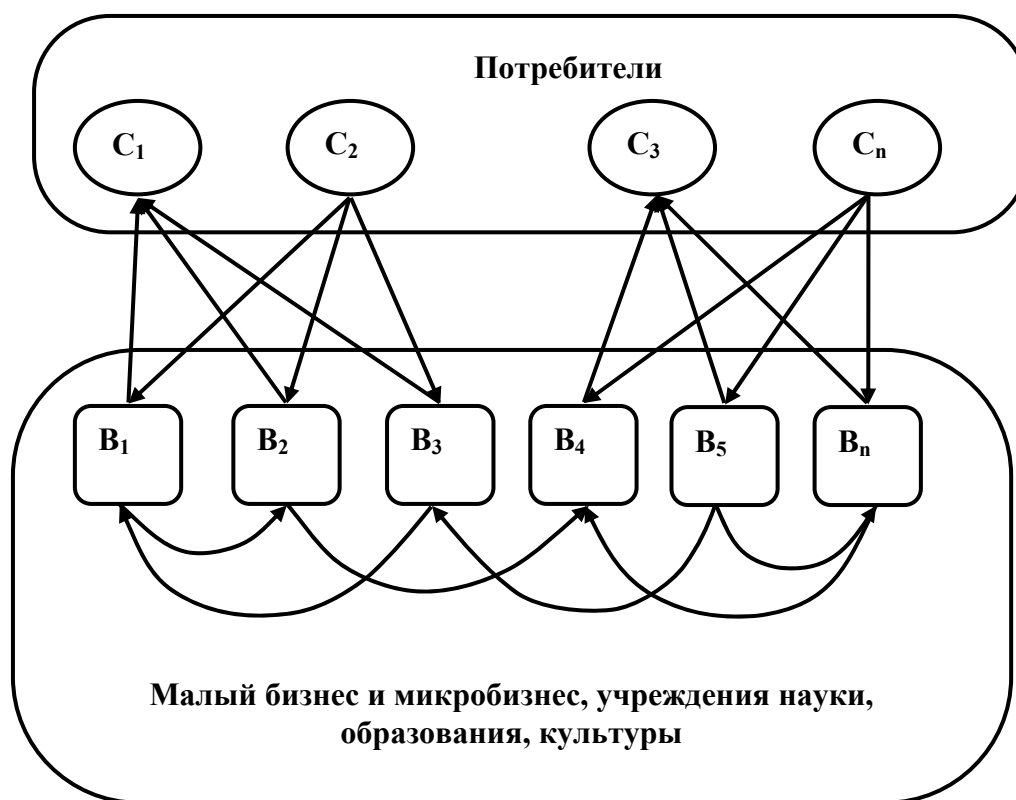 Потребители
C₁ C₂ C₃ Cₙ
B₁ B₂ B₃ B₄ B₅ Bₙ
Малый бизнес и микробизнес, учреждения науки,
образования, культуры